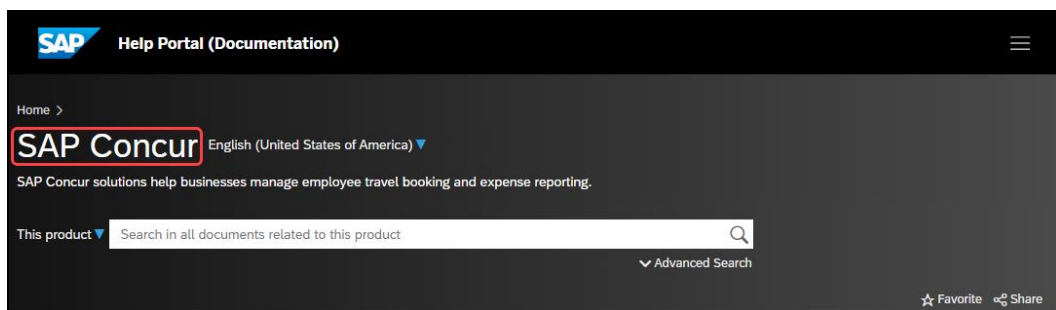 SAP Help Portal (Documentation)
Home >
SAP Concur English (United States of America)
SAP Concur solutions help businesses manage employee travel booking and expense reporting.
This product Search in all documents related to this product
Advanced Search
Favorite Share